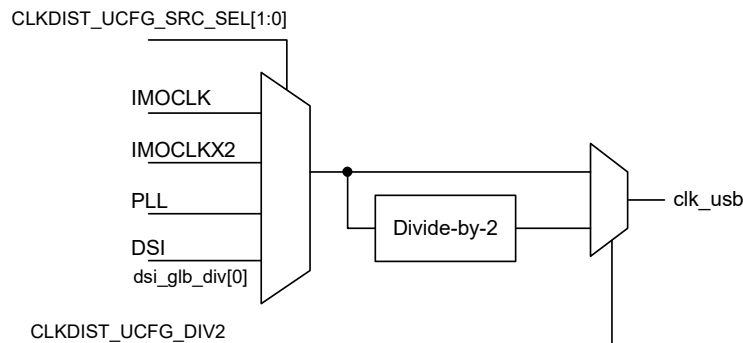 CLKDIST_UCFG_SRC_SEL[1:0]
IMOCLK
IMOCLKX2
PLL
DSI
dsi_glb_div[0]
Divide-by-2
clk_usb
CLKDIST_UCFG_DIV2